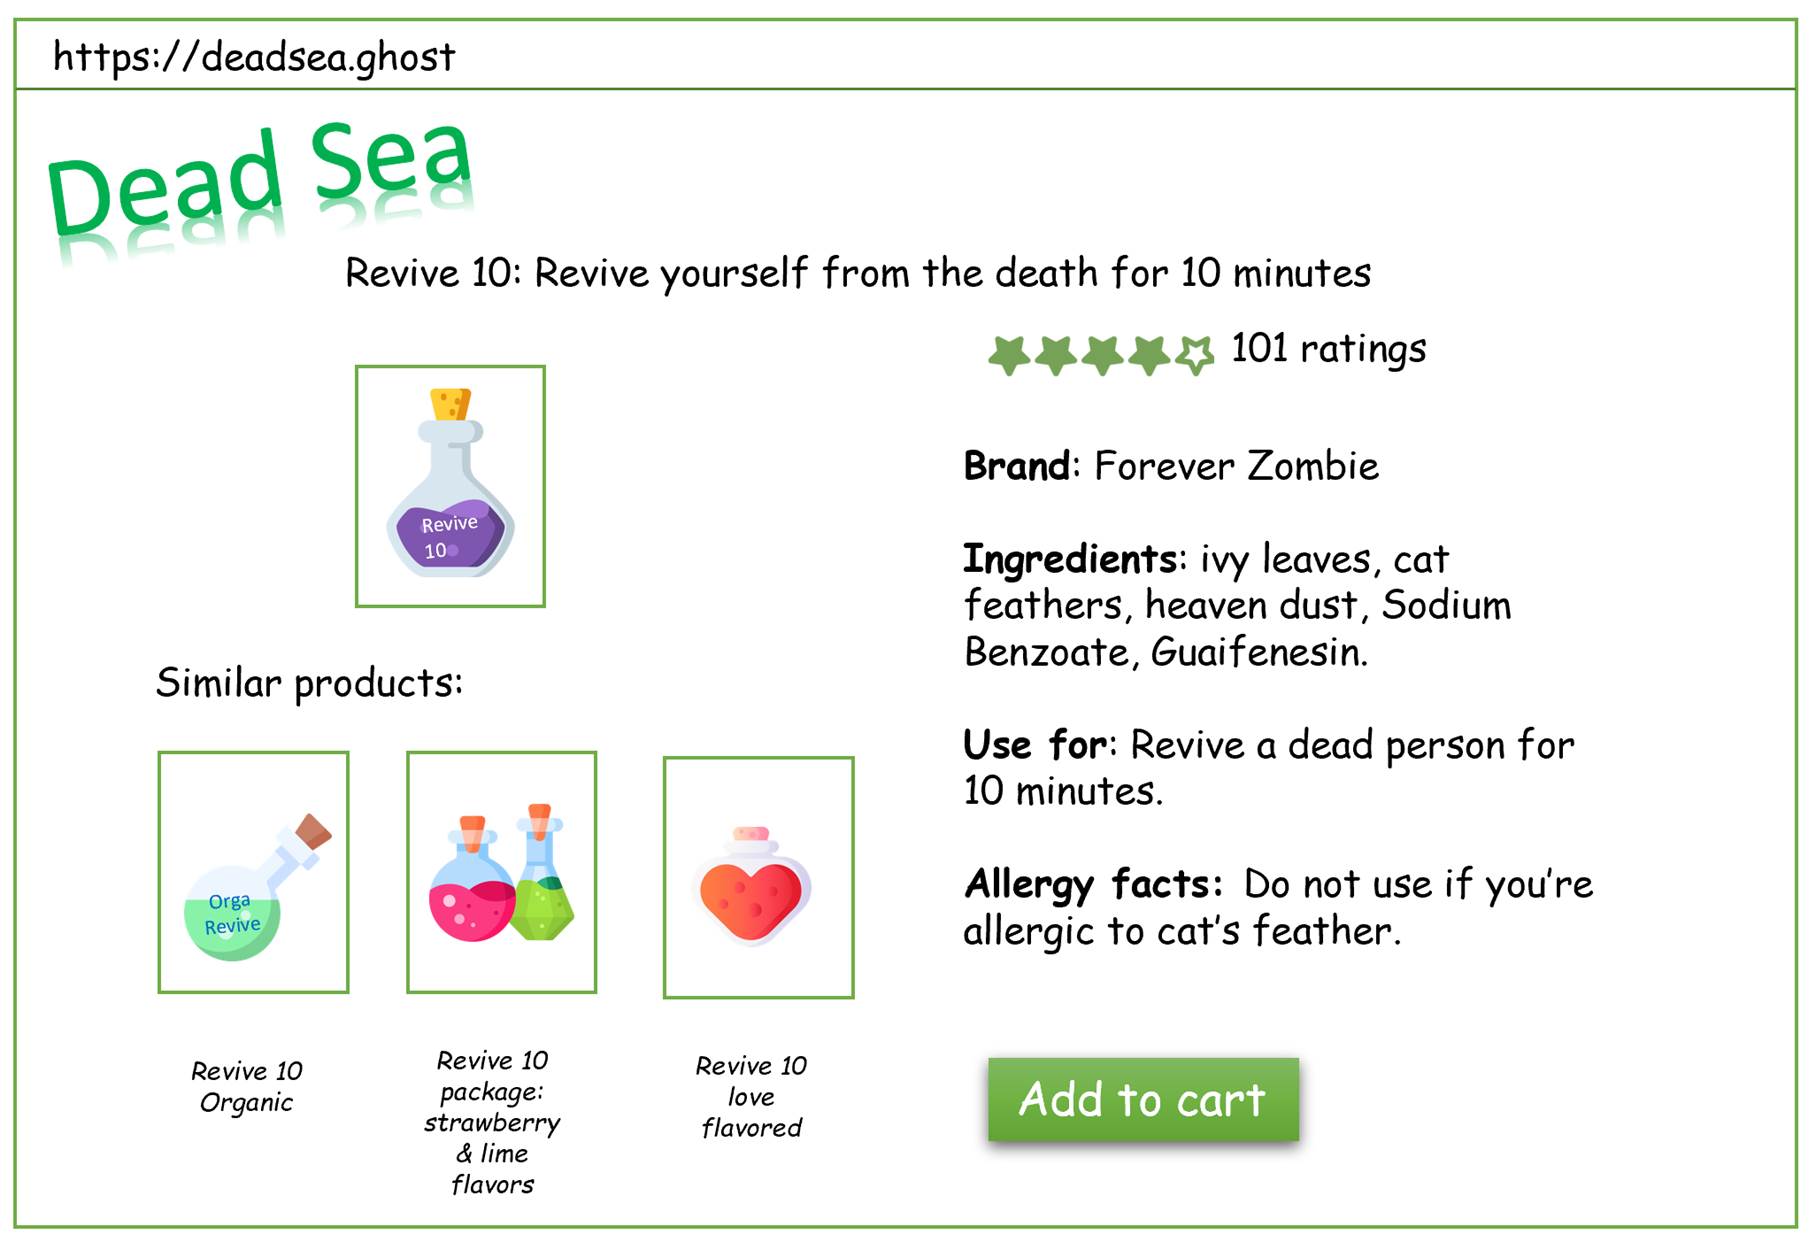 https://deadsea.ghost
Dead Sea
Revive 10: Revive yourself from the death for 10 minutes
101 ratings
Revive
10
Brand: Forever Zombie
Ingredients: ivy leaves, cat
feathers, heaven dust, Sodium
Benzoate, Guaifenesin.
Use for: Revive a dead person for
10 minutes.
Allergy facts: Do not use if you're
allergic to cat's feather.
Similar products:
Orga
Revive
Revive 10
Organic
Revive 10
package:
strawberry
& lime
flavors
Revive 10
love
flavored
Add to cart